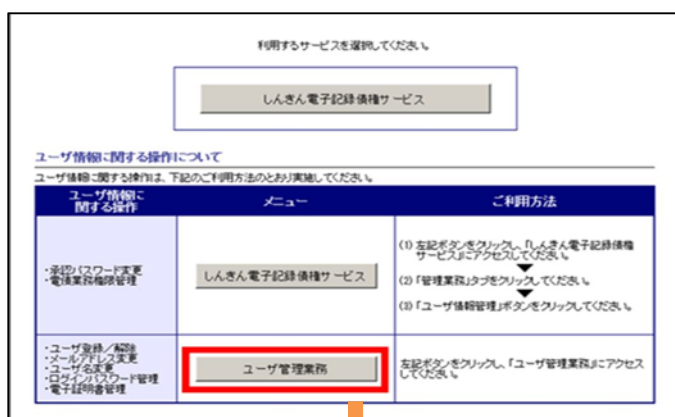 利用するサービスを選択してください。
しんきん電子記録債権サービス
ユーザ情報に関する操作について
ユーザ情報に関する操作は、下記のご利用方法のとおり実施してください。
ユーザ情報に
関する操作
メニュー
ご利用方法
・承認パスワード変更
・電債業務権限管理
しんきん電子記録債権サービス
(1) 左記ボタンをクリックし、「しんきん電子記録債権
サービス」にアクセスしてください。
(2) 「管理業務」タブをクリックしてください。
(3) 「ユーザ情報管理」ボタンをクリックしてください。
・ユーザ登録/解除
・メールアドレス変更
・ユーザ名変更
・ログインパスワード管理
・電子証明書管理
ユーザ管理業務
左記ボタンをクリックし、「ユーザ管理業務」にアクセス
してください。